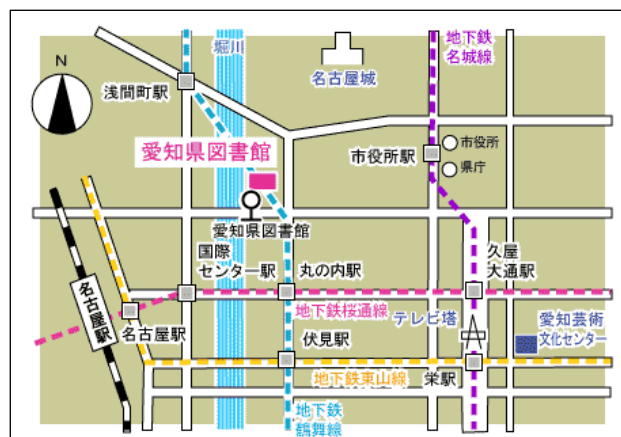 地下鉄
名城線
堀川
N
名古屋城
浅間町駅
愛知県図書館
市役所駅
市役所
県庁
愛知県図書館
国際
センター駅
丸の内駅
久屋
大通駅
名古屋駅
名古屋駅
地下鉄桜通線
伏見駅
テレビ塔
愛知芸術
文化センター
地下鉄東山線
栄駅
地下鉄
鶴舞線